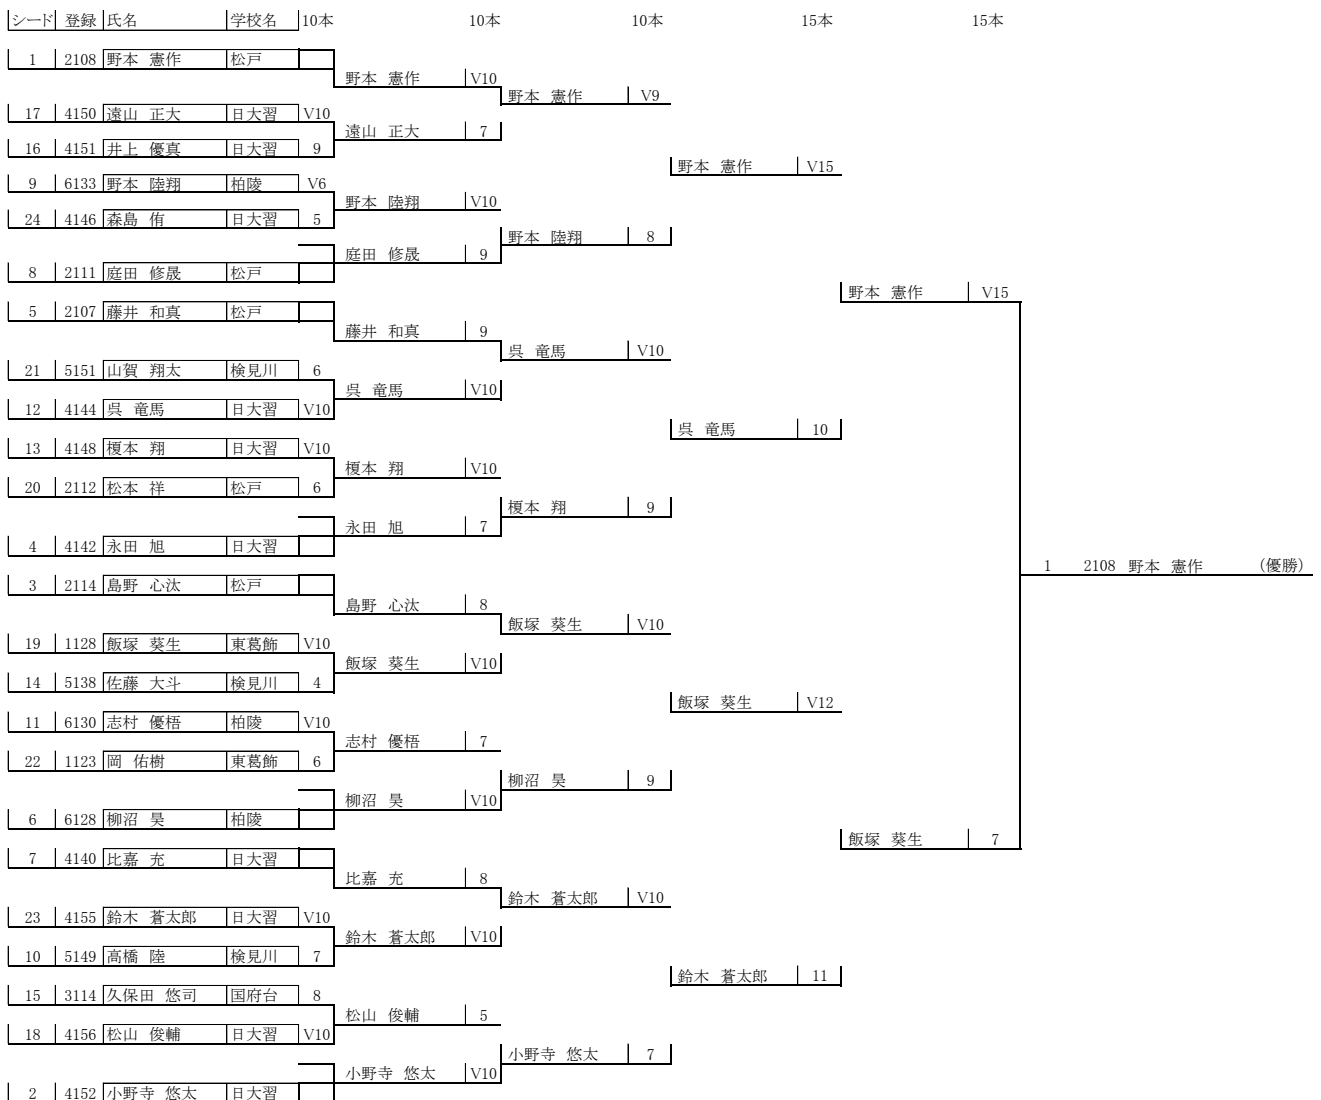 シード 登録 氏名 学校名 10本 10本 10本 15本 15本
1 2108 野本 憲作 松戸
野本 憲作 V10
野本 憲作 V9
17 4150 遠山 正大 日大習 V10
遠山 正大 7
16 4151 井上 優真 日大習 9
野本 憲作 V15
9 6133 野本 陸翔 柏陵 V6
野本 陸翔 V10
24 4146 森島 侑 日大習 5
野本 陸翔 8
庭田 修晟 9
8 2111 庭田 修晟 松戸
野本 憲作 V15
5 2107 藤井 和真 松戸
藤井 和真 9
呉 竜馬 V10
21 5151 山賀 翔太 検見川 6
呉 竜馬 V10
12 4144 呉 竜馬 日大習 V10
呉 竜馬 10
13 4148 榎本 翔 日大習 V10
榎本 翔 V10
20 2112 松本 祥 松戸 6
榎本 翔 9
永田 旭 7
4 4142 永田 旭 日大習
1 2108 野本 憲作 (優勝)
3 2114 島野 心汰 松戸
島野 心汰 8
飯塚 葵生 V10
19 1128 飯塚 葵生 東葛飾 V10
飯塚 葵生 V10
14 5138 佐藤 大斗 検見川 4
飯塚 葵生 V12
11 6130 志村 優悟 柏陵 V10
志村 優悟 7
22 1123 岡 佑樹 東葛飾 6
柳沼 昊 9
柳沼 昊 V10
6 6128 柳沼 昊 柏陵
飯塚 葵生 7
7 4140 比嘉 充 日大習
比嘉 充 8
鈴木 蒼太郎 V10
23 4155 鈴木 蒼太郎 日大習 V10
鈴木 蒼太郎 V10
10 5149 高橋 陸 検見川 7
鈴木 蒼太郎 11
15 3114 久保田 悠司 国府台 8
松山 俊輔 5
18 4156 松山 俊輔 日大習 V10
小野寺 悠太 7
小野寺 悠太 V10
2 4152 小野寺 悠太 日大習